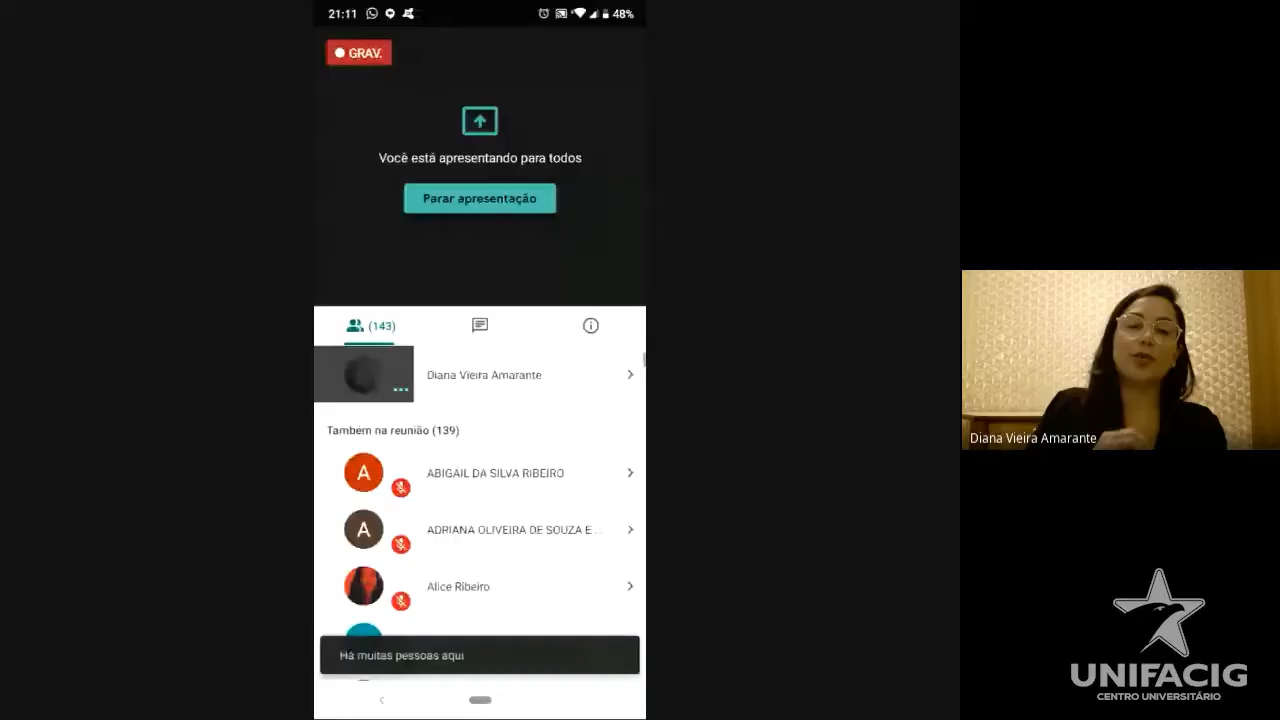 21:11
48%
GRAV.
Você está apresentando para todos
Parar apresentação
(143)
Diana Vieira Amarante
Também na reunião (139)
A
ABIGAIL DA SILVA RIBEIRO
A
ADRIANA OLIVEIRA DE SOUZA E ...
Alice Ribeiro
Há muitas pessoas aqui
Diana Vieira Amarante
UNIFACIG
CENTRO UNIVERSITÁRIO